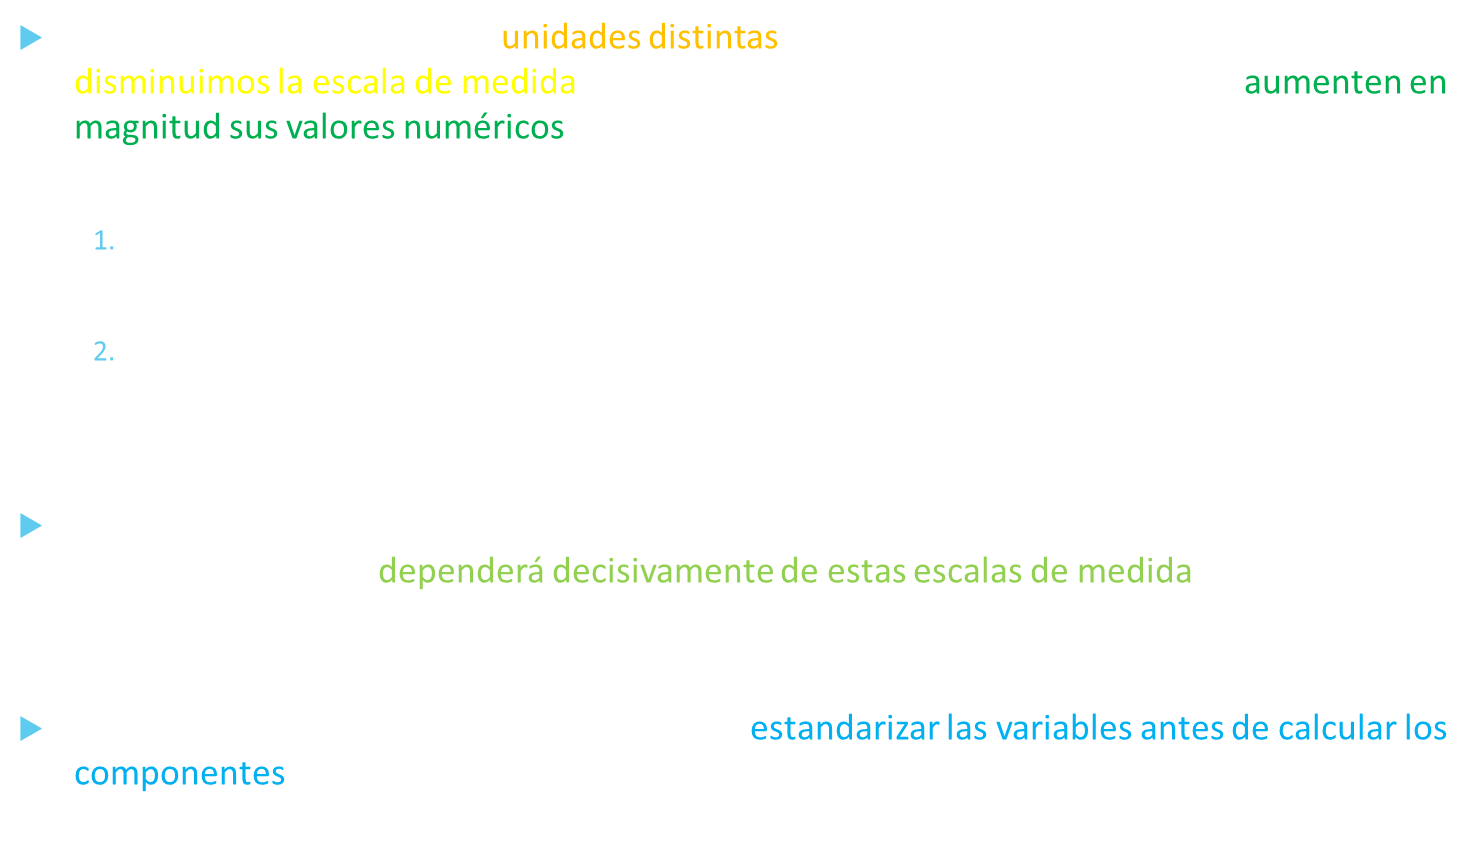 unidades distintas
disminuimos la escala de medida aumenten en
magnitud sus valores numéricos
1.
2.
dependerá decisivamente de estas escalas de medida
estandarizar las variables antes de calcular los
componentes